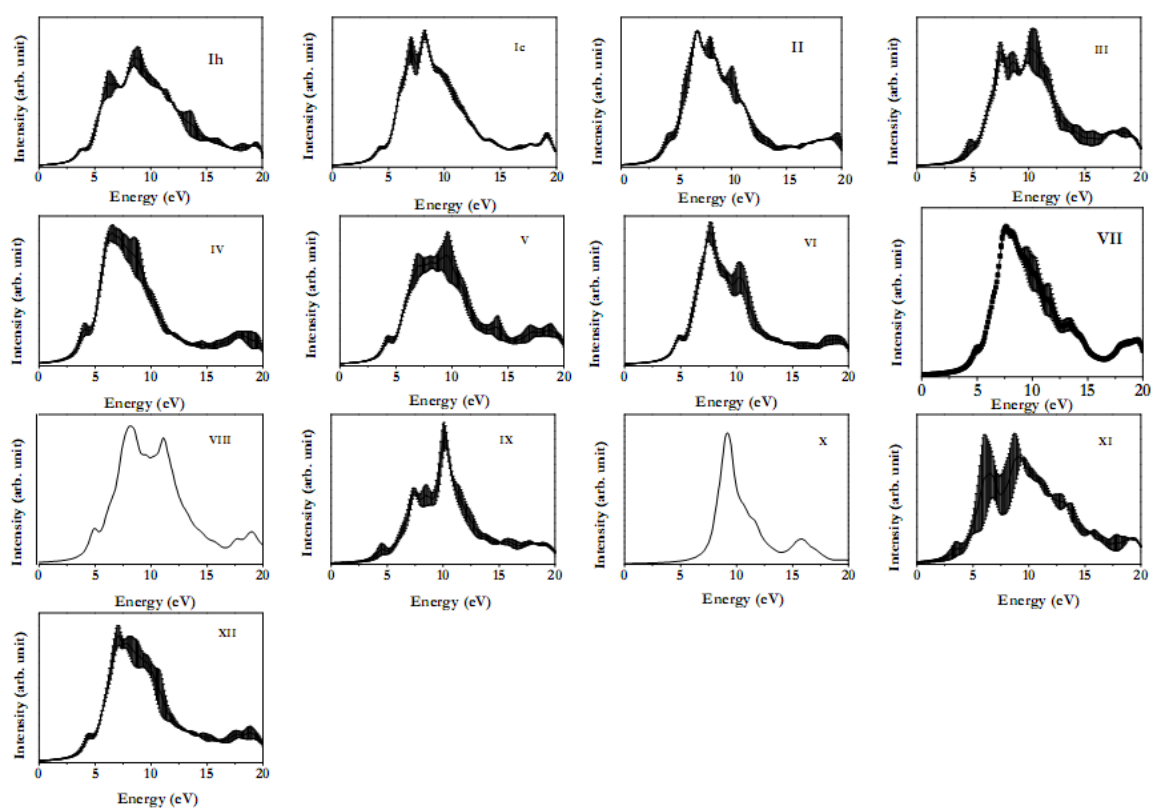 Intensity (arb. unit)
Ih
0 5 10 15 20
Energy (eV)
Intensity (arb. unit)
Ic
0 5 10 15 20
Energy (eV)
Intensity (arb. unit)
II
0 5 10 15 20
Energy (eV)
Intensity (arb. unit)
III
0 5 10 15 20
Energy (eV)
Intensity (arb. unit)
IV
0 5 10 15 20
Energy (eV)
Intensity (arb. unit)
V
0 5 10 15 20
Energy (eV)
Intensity (arb. unit)
VI
0 5 10 15 20
Energy (eV)
Intensity (arb. unit)
VII
0 5 10 15 20
Energy (eV)
Intensity (arb. unit)
VIII
0 5 10 15 20
Energy (eV)
Intensity (arb. unit)
IX
0 5 10 15 20
Energy (eV)
Intensity (arb. unit)
X
0 5 10 15 20
Energy (eV)
Intensity (arb. unit)
XI
0 5 10 15 20
Energy (eV)
Intensity (arb. unit)
XII
0 5 10 15 20
Energy (eV)